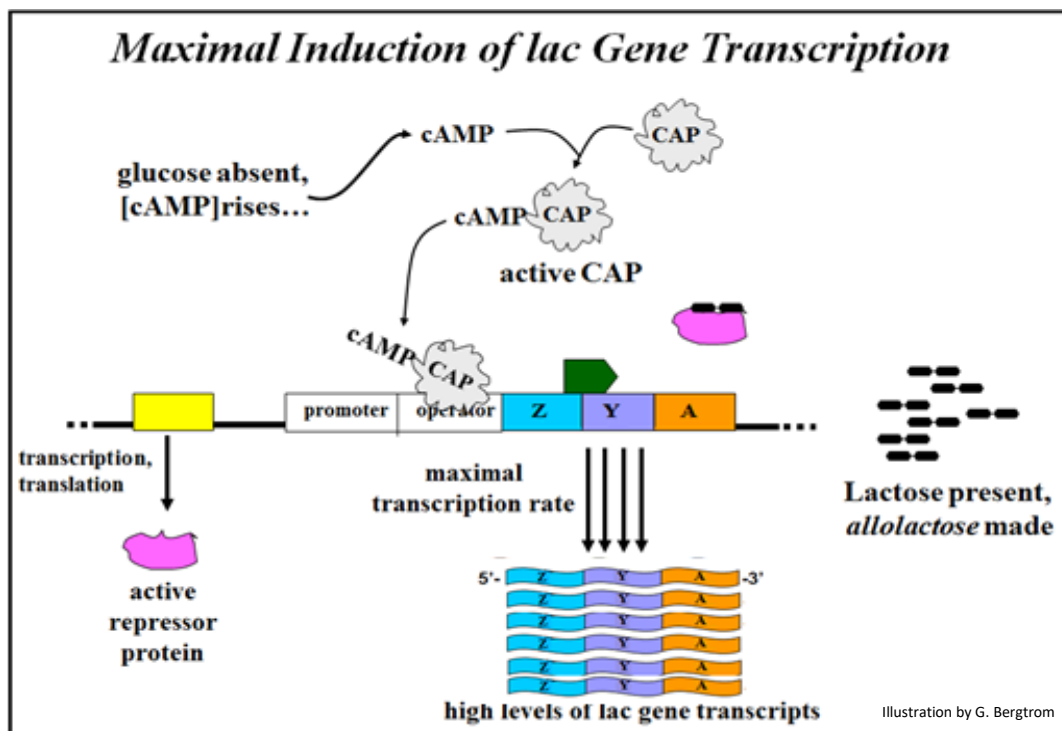 Maximal Induction of lac Gene Transcription
cAMP
CAP
glucose absent,
[cAMP]rises…
cAMP
CAP
active CAP
cAMP
CAP
promoter
operator
Z
Y
A
transcription,
translation
maximal
transcription rate
Lactose present,
allolactose made
active
repressor
protein
5'-
Z
Y
A
-3'
Z
Y
A
Z
Y
A
Z
Y
A
Z
Y
A
Z
Y
A
high levels of lac gene transcripts
Illustration by G. Bergtrom